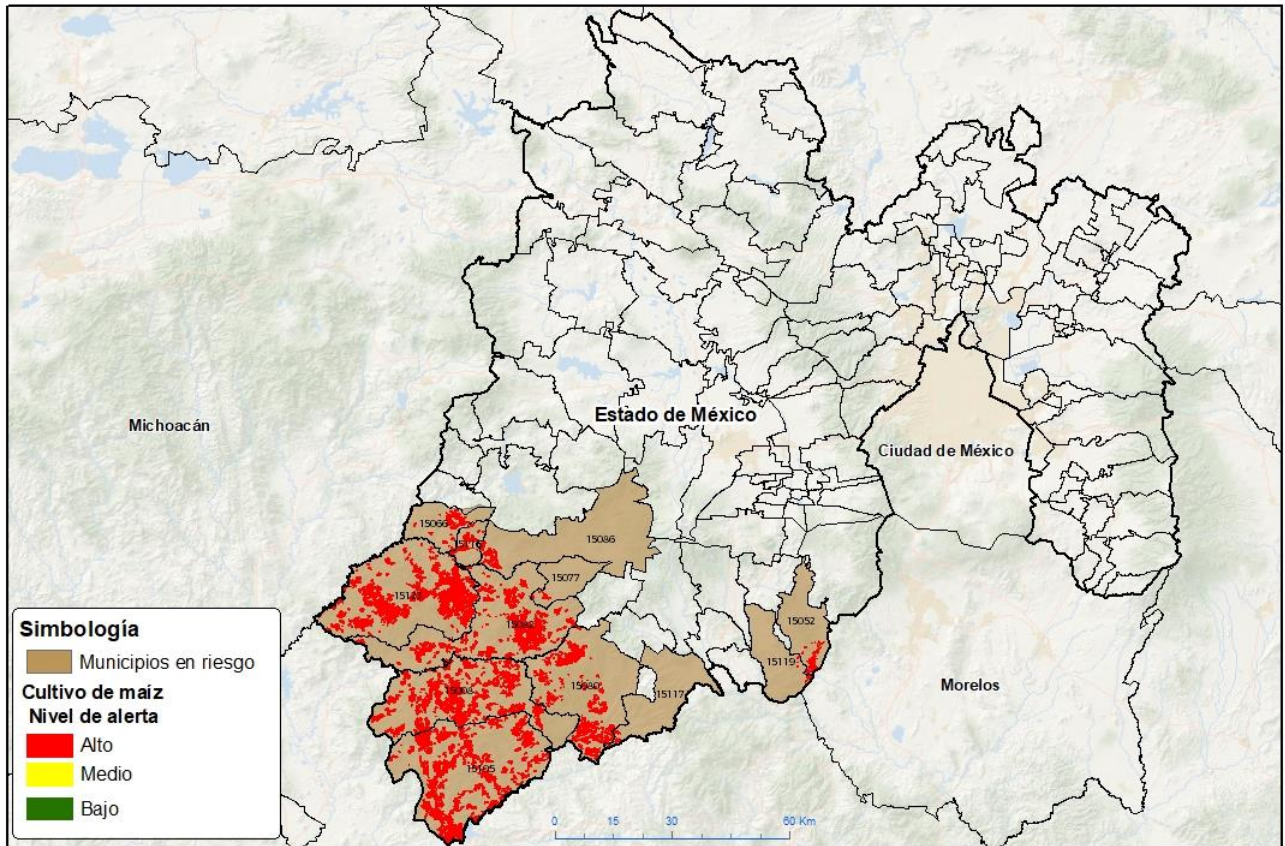 Estado de México
Michoacán
Ciudad de México
15066
15086
15077
15052
15119
15117
Morelos
Simbología
Municipios en riesgo
Cultivo de maíz
Nivel de alerta
Alto
Medio
Bajo
0 15 30 60 Km